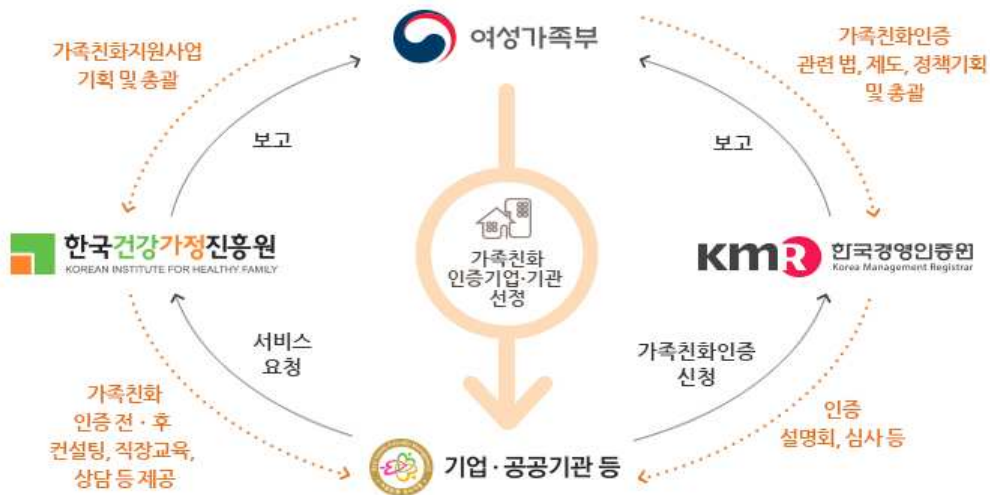 여성가족부
가족친화지원사업
기획 및 총괄
가족친화인증
관련 법, 제도, 정책기획
및 총괄
보고
보고
한국건강가정진흥원
KOREAN INSTITUTE FOR HEALTHY FAMILY
가족친화
인증기업·기관
선정
KMR 한국경영인증원
Korea Management Registrar
서비스
요청
가족친화인증
신청
가족친화
인증 전·후
컨설팅, 직장교육,
상담 등 제공
인증
설명회, 심사 등
기업·공공기관 등